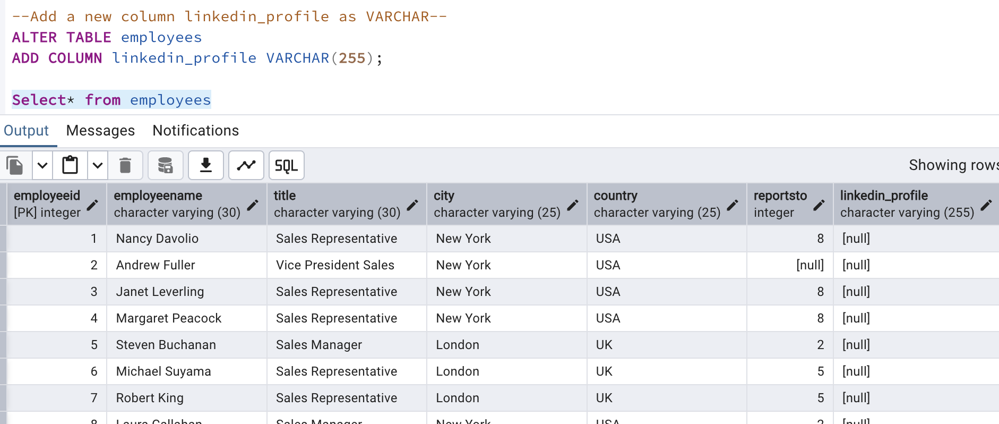 --Add a new column linkedin_profile as VARCHAR--
ALTER TABLE employees
ADD COLUMN linkedin_profile VARCHAR(255);
Select* from employees
Output Messages Notifications
SQL Showing rows
employeeid employeename title city country reportsto linkedin_profile
[PK] integer character varying (30) character varying (30) character varying (25) character varying (25) integer character varying (255)
1 Nancy Davolio Sales Representative New York USA 8 [null]
2 Andrew Fuller Vice President Sales New York USA [null] [null]
3 Janet Leverling Sales Representative New York USA 8 [null]
4 Margaret Peacock Sales Representative New York USA 8 [null]
5 Steven Buchanan Sales Manager London UK 2 [null]
6 Michael Suyama Sales Representative London UK 5 [null]
7 Robert King Sales Representative London UK 5 [null]
8 Laura Callahan Sales Manager New York USA 2 [null]